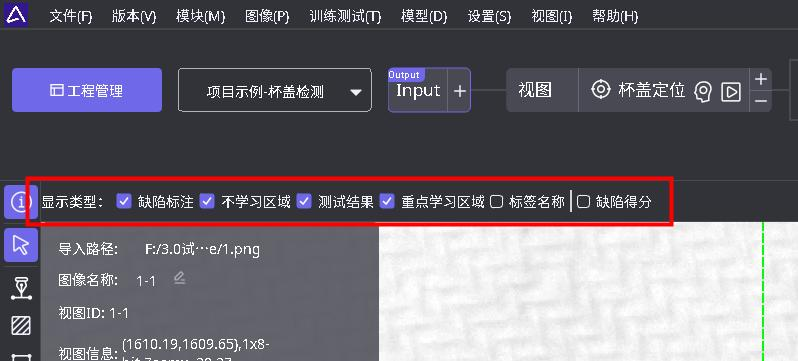 文件(F) 版本(V) 模块(M) 图像(P) 训练测试(T) 模型(D) 设置(S) 视图(I) 帮助(H)
Output
工程管理 项目示例-杯盖检测 Input + 视图 杯盖定位 + −
显示类型: 缺陷标注 不学习区域 测试结果 重点学习区域 标签名称 缺陷得分
导入路径: F:/3.0试…e/1.png
图像名称: 1-1
视图ID: 1-1
视图信息: (1610.19,1609.65),1x8-